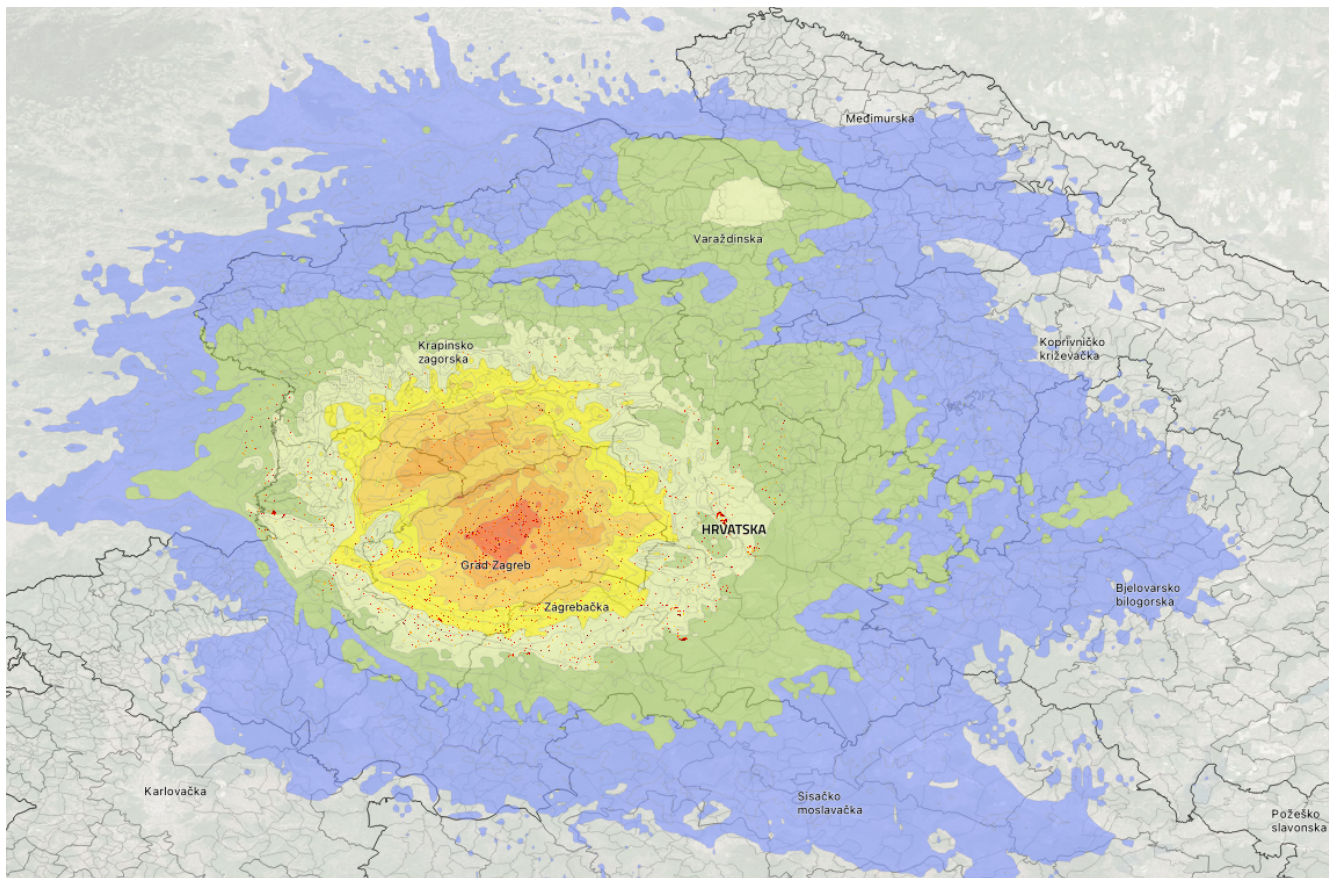 Međimurska
Varaždinska
Krapinsko
zagorska
Koprivničko
križevačka
HRVATSKA
Grad Zagreb
Zagrebačka
Bjelovarsko
bilogorska
Karlovačka
Sisačko
moslavačka
Požeško
slavonska